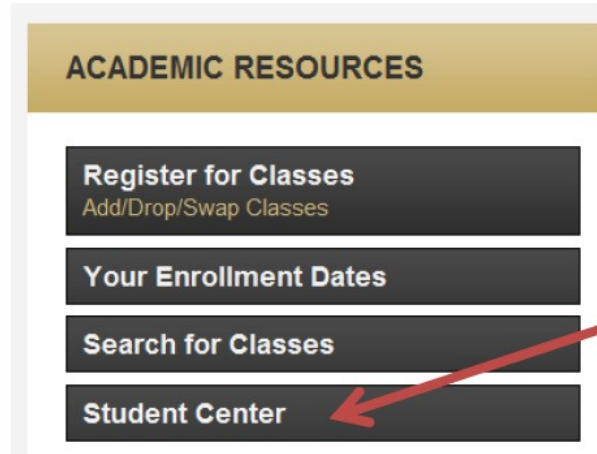 ACADEMIC RESOURCES
Register for Classes
Add/Drop/Swap Classes
Your Enrollment Dates
Search for Classes
Student Center